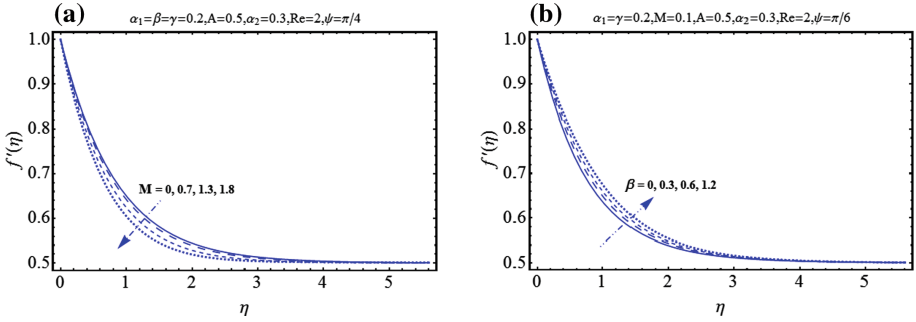 (a)
α₁=β=γ=0.2,A=0.5,α₂=0.3,Re=2,ψ=π/4
1.0
0.9
0.8
0.7
0.6
0.5
f′(η)
M = 0, 0.7, 1.3, 1.8
0 1 2 3 4 5
η
(b)
α₁=γ=0.2,M=0.1,A=0.5,α₂=0.3,Re=2,ψ=π/6
1.0
0.9
0.8
0.7
0.6
0.5
f′(η)
β = 0, 0.3, 0.6, 1.2
0 1 2 3 4 5
η